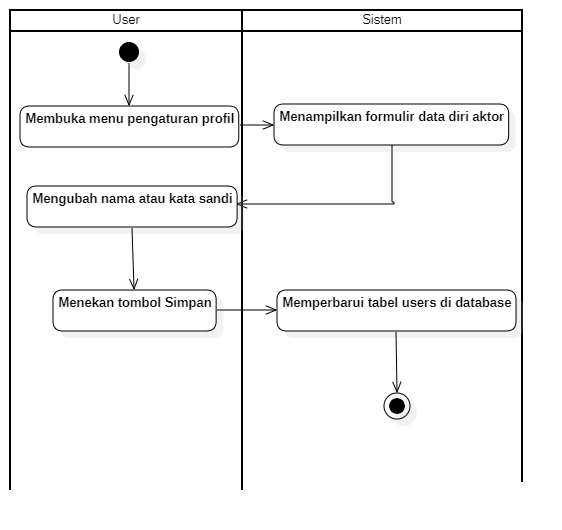 User
Sistem
Membuka menu pengaturan profil
Menampilkan formulir data diri aktor
Mengubah nama atau kata sandi
Menekan tombol Simpan
Memperbarui tabel users di database